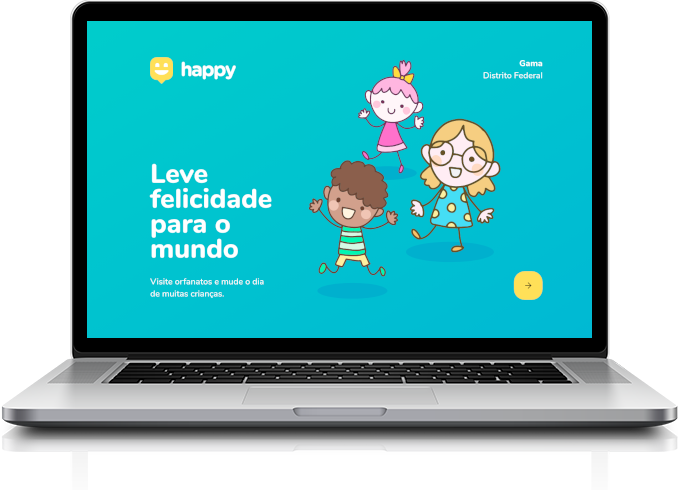 happy
Gama
Distrito Federal
Leve
felicidade
para o
mundo
Visite orfanatos e mude o dia
de muitas crianças.